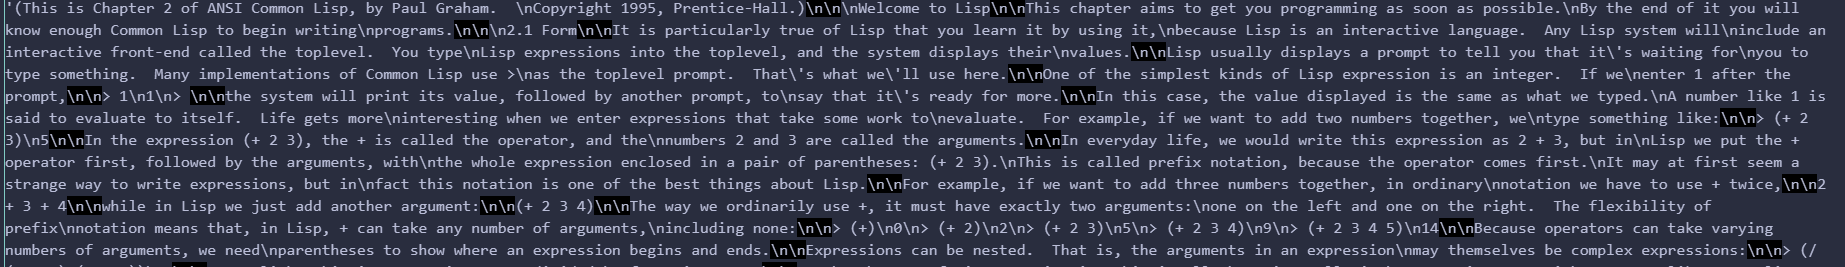 '(This is Chapter 2 of ANSI Common Lisp, by Paul Graham.  \nCopyright 1995, Prentice-Hall.)\n\n\nWelcome to Lisp\n\n\nThis chapter aims to get you programming as soon as possible.\nBy the end of it you will
know enough Common Lisp to begin writing\nprograms.\n\n\n2.1 Form\n\n\nIt is particularly true of Lisp that you learn it by using it,\nbecause Lisp is an interactive language.  Any Lisp system will\ninclude an
interactive front-end called the toplevel.  You type\nLisp expressions into the toplevel, and the system displays their\nvalues.\n\nLisp usually displays a prompt to tell you that it\'s waiting for\nyou to
type something.  Many implementations of Common Lisp use >\nas the toplevel prompt.  That\'s what we\'ll use here.\n\nOne of the simplest kinds of Lisp expression is an integer.  If we\nenter 1 after the
prompt,\n\n> 1\n1\n> \n\nthe system will print its value, followed by another prompt, to\nsay that it\'s ready for more.\n\nIn this case, the value displayed is the same as what we typed.\nA number like 1 is
said to evaluate to itself.  Life gets more\ninteresting when we enter expressions that take some work to\nevaluate.  For example, if we want to add two numbers together, we\ntype something like:\n\n> (+ 2
3)\n5\n\nIn the expression (+ 2 3), the + is called the operator, and the\nnumbers 2 and 3 are called the arguments.\n\nIn everyday life, we would write this expression as 2 + 3, but in\nLisp we put the +
operator first, followed by the arguments, with\nthe whole expression enclosed in a pair of parentheses: (+ 2 3).\nThis is called prefix notation, because the operator comes first.\nIt may at first seem a
strange way to write expressions, but in\nfact this notation is one of the best things about Lisp.\n\nFor example, if we want to add three numbers together, in ordinary\nnotation we have to use + twice,\n\n2
+ 3 + 4\n\nwhile in Lisp we just add another argument:\n\n(+ 2 3 4)\n\nThe way we ordinarily use +, it must have exactly two arguments:\none on the left and one on the right.  The flexibility of
prefix\nnotation means that, in Lisp, + can take any number of arguments,\nincluding none:\n\n> (+)\n0\n> (+ 2)\n2\n> (+ 2 3)\n5\n> (+ 2 3 4)\n9\n> (+ 2 3 4 5)\n14\n\nBecause operators can take varying
numbers of arguments, we need\nparentheses to show where an expression begins and ends.\n\nExpressions can be nested.  That is, the arguments in an expression\nmay themselves be complex expressions:\n\n> (/